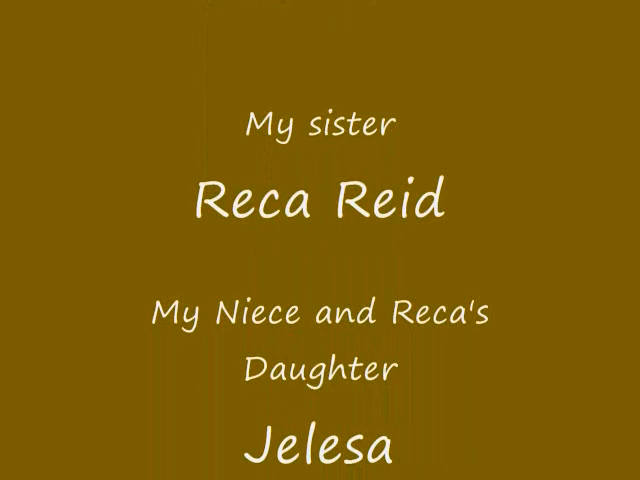 My sister
Reca Reid
My Niece and Reca's
Daughter
Jelesa